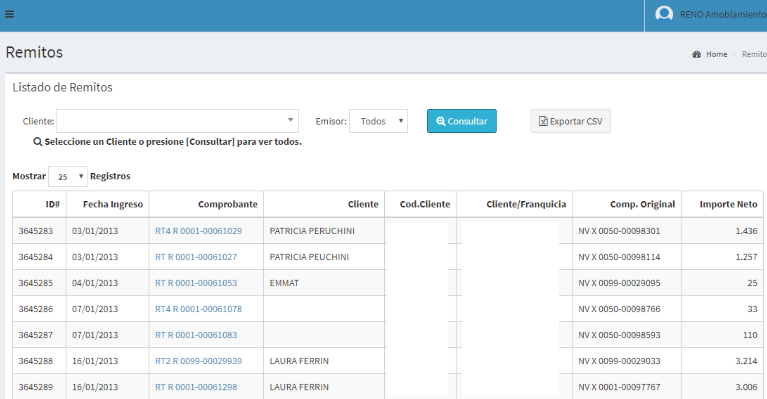 RENO Amoblamiento
Remitos
Home > Remito
Listado de Remitos
Cliente: Emisor: Todos Consultar Exportar CSV
Seleccione un Cliente o presione [Consultar] para ver todos.
Mostrar 25 Registros
ID# Fecha Ingreso Comprobante Cliente Cod.Cliente Cliente/Franquicia Comp. Original Importe Neto
3645283 03/01/2013 RT4 R 0001-00061029 PATRICIA PERUCHINI NV X 0050-00098301 1.436
3645284 03/01/2013 RT R 0001-00061027 PATRICIA PEUCHINI NV X 0050-00098114 1.257
3645285 04/01/2013 RT R 0001-00061053 EMMAT NV X 0099-00029095 25
3645286 07/01/2013 RT4 R 0001-00061078 NV X 0050-00098766 33
3645287 07/01/2013 RT R 0001-00061083 NV X 0050-00098593 110
3645288 16/01/2013 RT2 R 0099-00029939 LAURA FERRIN NV X 0099-00029033 3.214
3645289 16/01/2013 RT R 0001-00061298 LAURA FERRIN NV X 0001-00097767 3.006